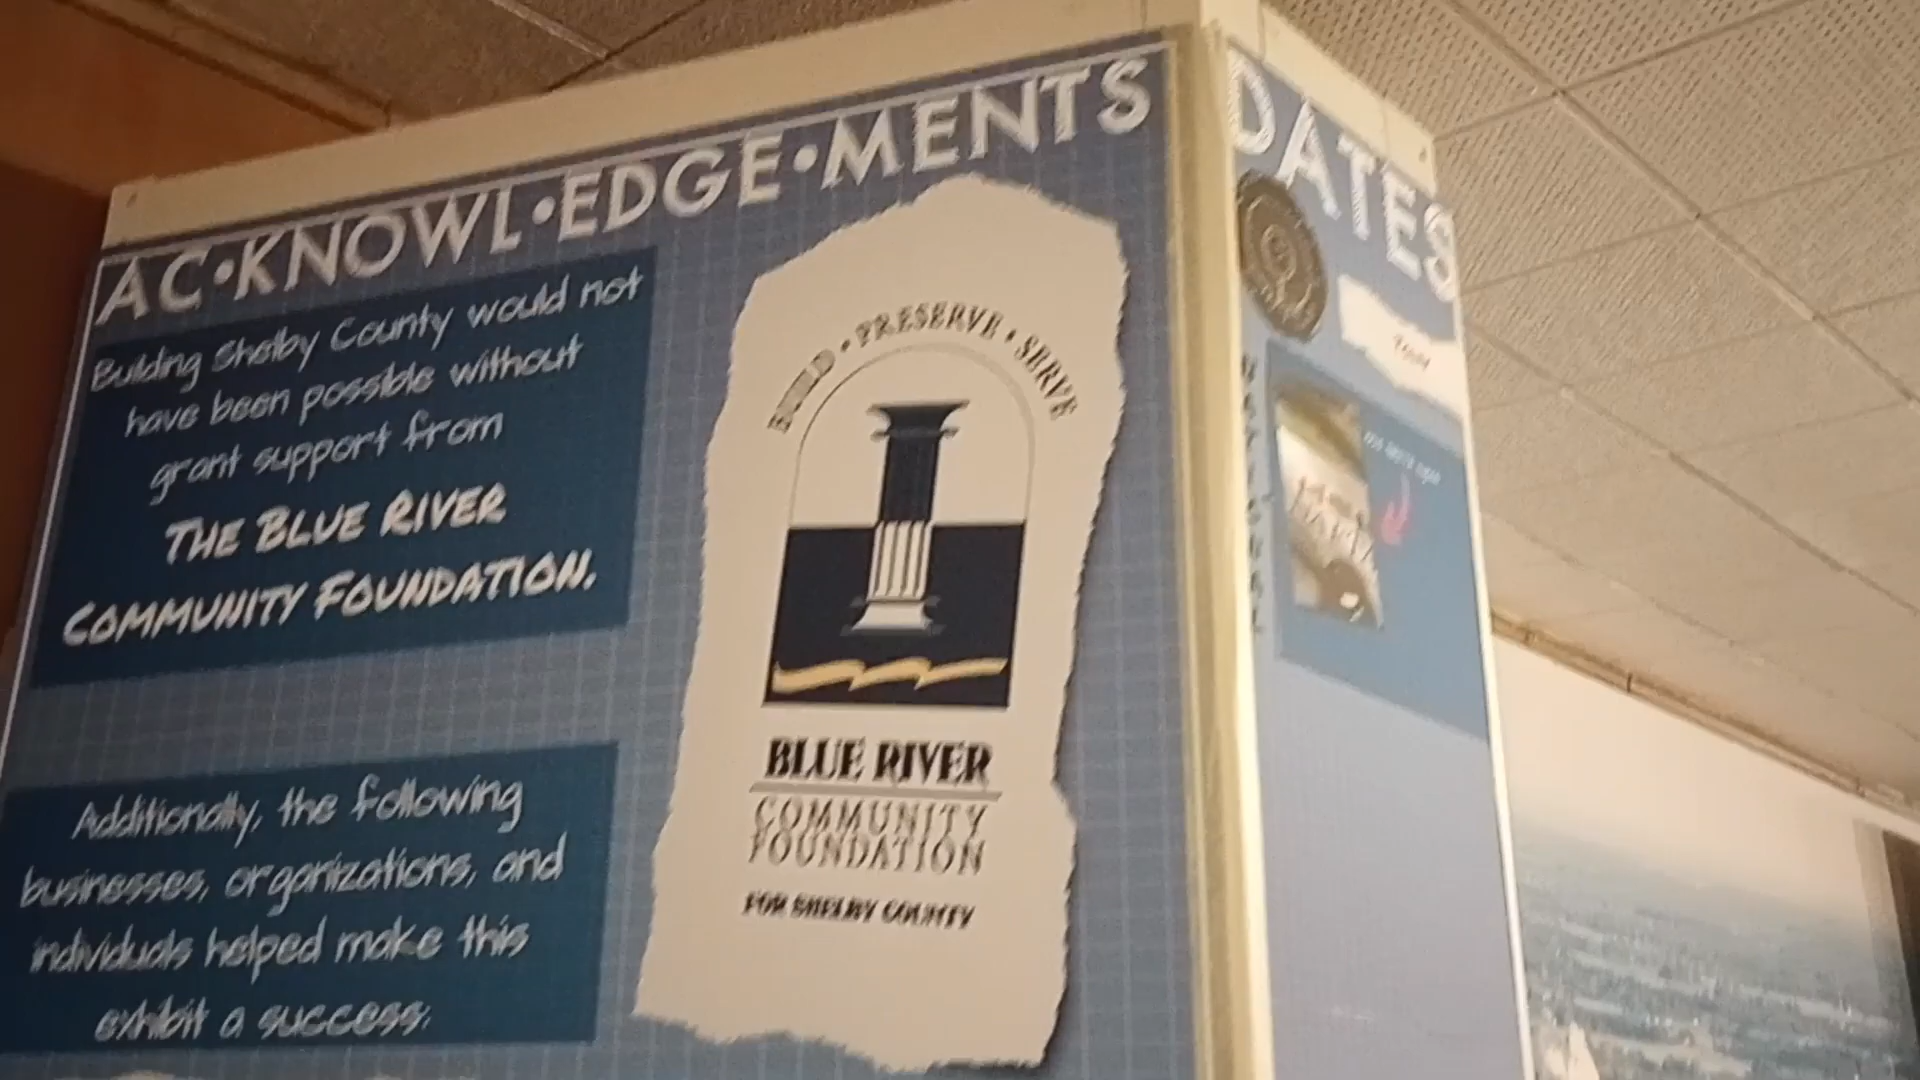 AC•KNOWL•EDGE•MENTS
Building Shelby County would not
have been possible without
grant support from
THE BLUE RIVER
COMMUNITY FOUNDATION.
Additionally, the following
businesses, organizations, and
individuals helped make this
exhibit a success:
BUILD • PRESERVE • SERVE
BLUE RIVER
COMMUNITY
FOUNDATION
FOR SHELBY COUNTY
DATES